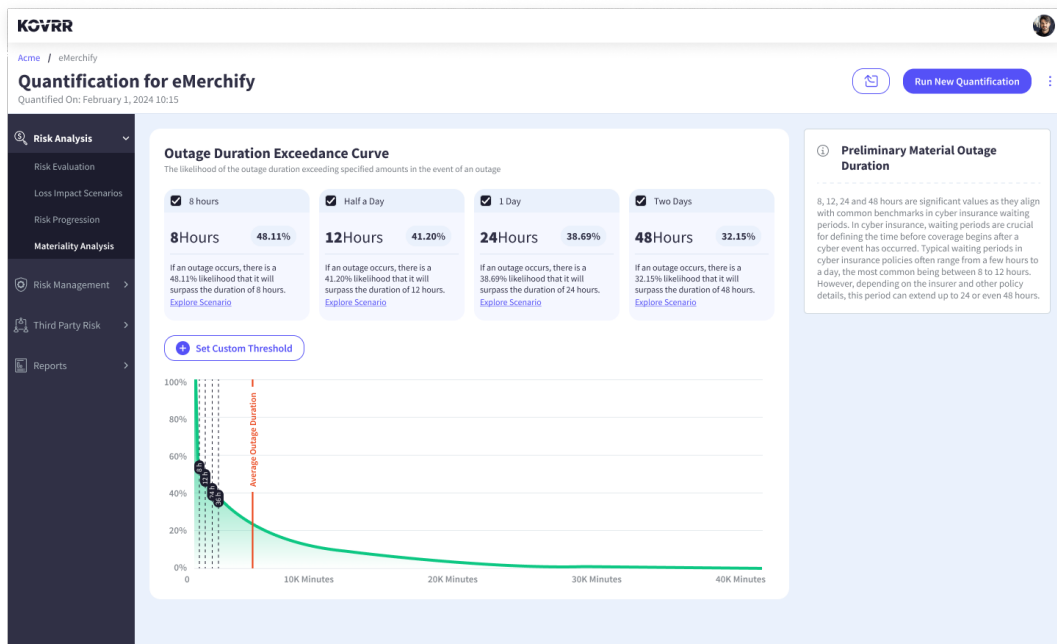 KOVRR
Acme / eMerchify
Quantification for eMerchify
Quantified On: February 1, 2024 10:15
Run New Quantification
Risk Analysis
Risk Evaluation
Loss Impact Scenarios
Risk Progression
Materiality Analysis
Risk Management
Third Party Risk
Reports
Outage Duration Exceedance Curve
The likelihood of the outage duration exceeding specified amounts in the event of an outage
8 hours
8Hours 48.11%
If an outage occurs, there is a
48.11% likelihood that it will
surpass the duration of 8 hours.
Explore Scenario
Half a Day
12Hours 41.20%
If an outage occurs, there is a
41.20% likelihood that it will
surpass the duration of 12 hours.
Explore Scenario
1 Day
24Hours 38.69%
If an outage occurs, there is a
38.69% likelihood that it will
surpass the duration of 24 hours.
Explore Scenario
Two Days
48Hours 32.15%
If an outage occurs, there is a
32.15% likelihood that it will
surpass the duration of 48 hours.
Explore Scenario
Set Custom Threshold
100%
80%
60%
40%
20%
0%
8 h
12 h
24 h
36 h
Average Outage Duration
0 10K Minutes 20K Minutes 30K Minutes 40K Minutes
Preliminary Material Outage
Duration
8, 12, 24 and 48 hours are significant values as they align
with common benchmarks in cyber insurance waiting
periods. In cyber insurance, waiting periods are crucial
for defining the time before coverage begins after a
cyber event has occurred. Typical waiting periods in
cyber insurance policies often range from a few hours to
a day, the most common being between 8 to 12 hours.
However, depending on the insurer and other policy
details, this period can extend up to 24 or even 48 hours.